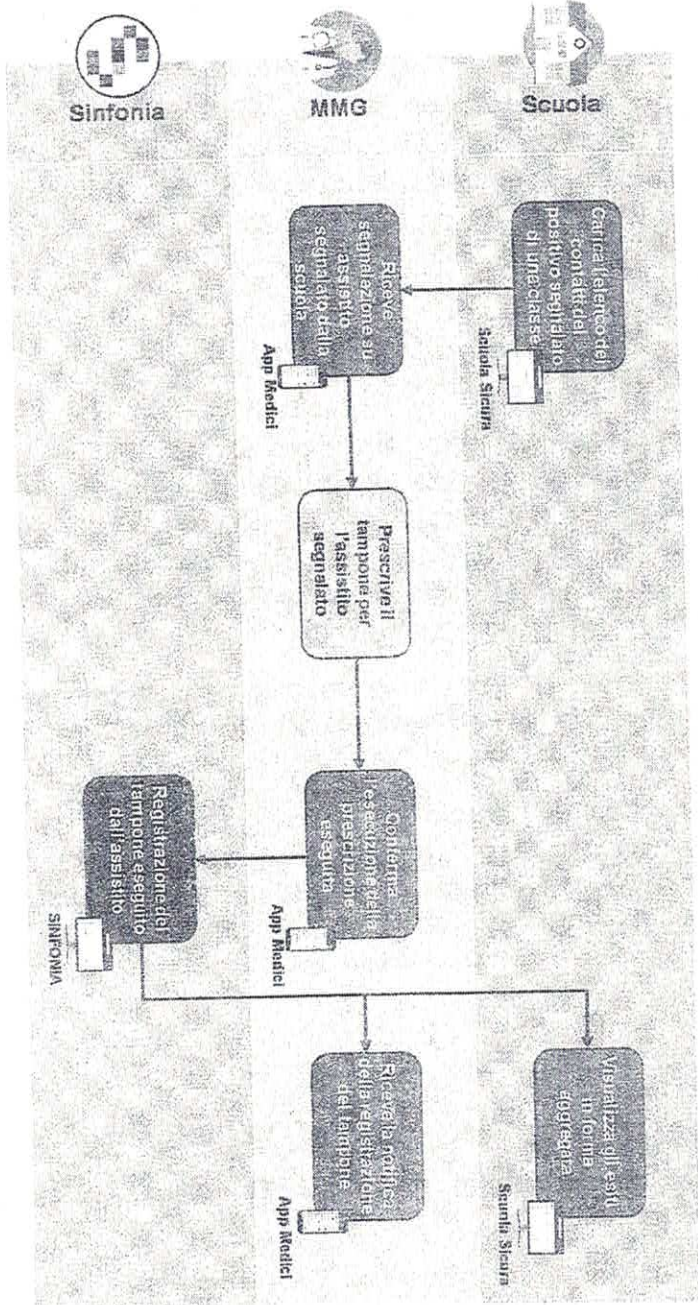 Scuola
Carica l'elenco dei
contatti del
positivo segnalato
di una classe
Scuola Sicura
Visualizza gli esiti
in forma
aggregata
Scuola Sicura
MMG
Riceve
segnalazione su
assistito
segnalato dalla
scuola
App Medici
Prescrive il
tampone per
l'assistito
segnalato
Conferma
l'esecuzione della
prescrizione
eseguita
App Medici
Riceve la notifica
della registrazione
del tampone
App Medici
Sinfonia
Registrazione del
tampone eseguito
dall'assistito
SINFONIA